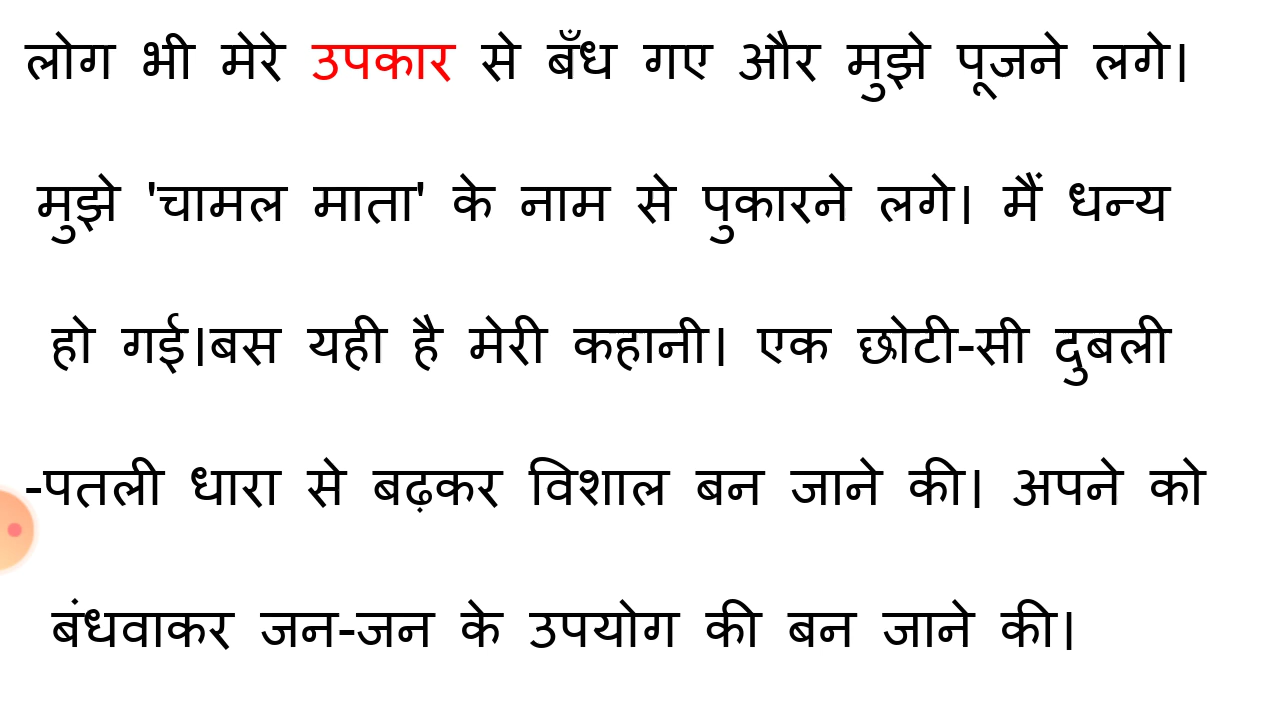 लोग भी मेरे उपकार से बँध गए और मुझे पूजने लगे।
मुझे 'चामल माता' के नाम से पुकारने लगे। मैं धन्य
हो गई।बस यही है मेरी कहानी। एक छोटी-सी दुबली
-पतली धारा से बढ़कर विशाल बन जाने की। अपने को
बंधवाकर जन-जन के उपयोग की बन जाने की।